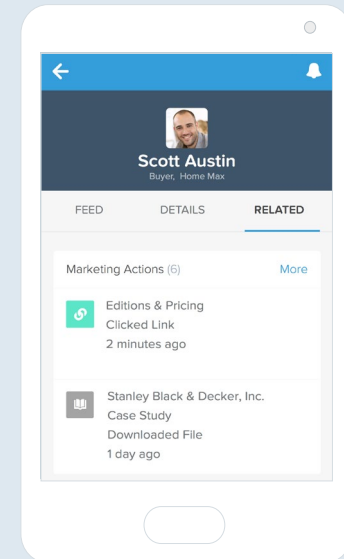 Scott Austin
Buyer, Home Max
FEED DETAILS RELATED
Marketing Actions (6) More
Editions & Pricing
Clicked Link
2 minutes ago
Stanley Black & Decker, Inc.
Case Study
Downloaded File
1 day ago